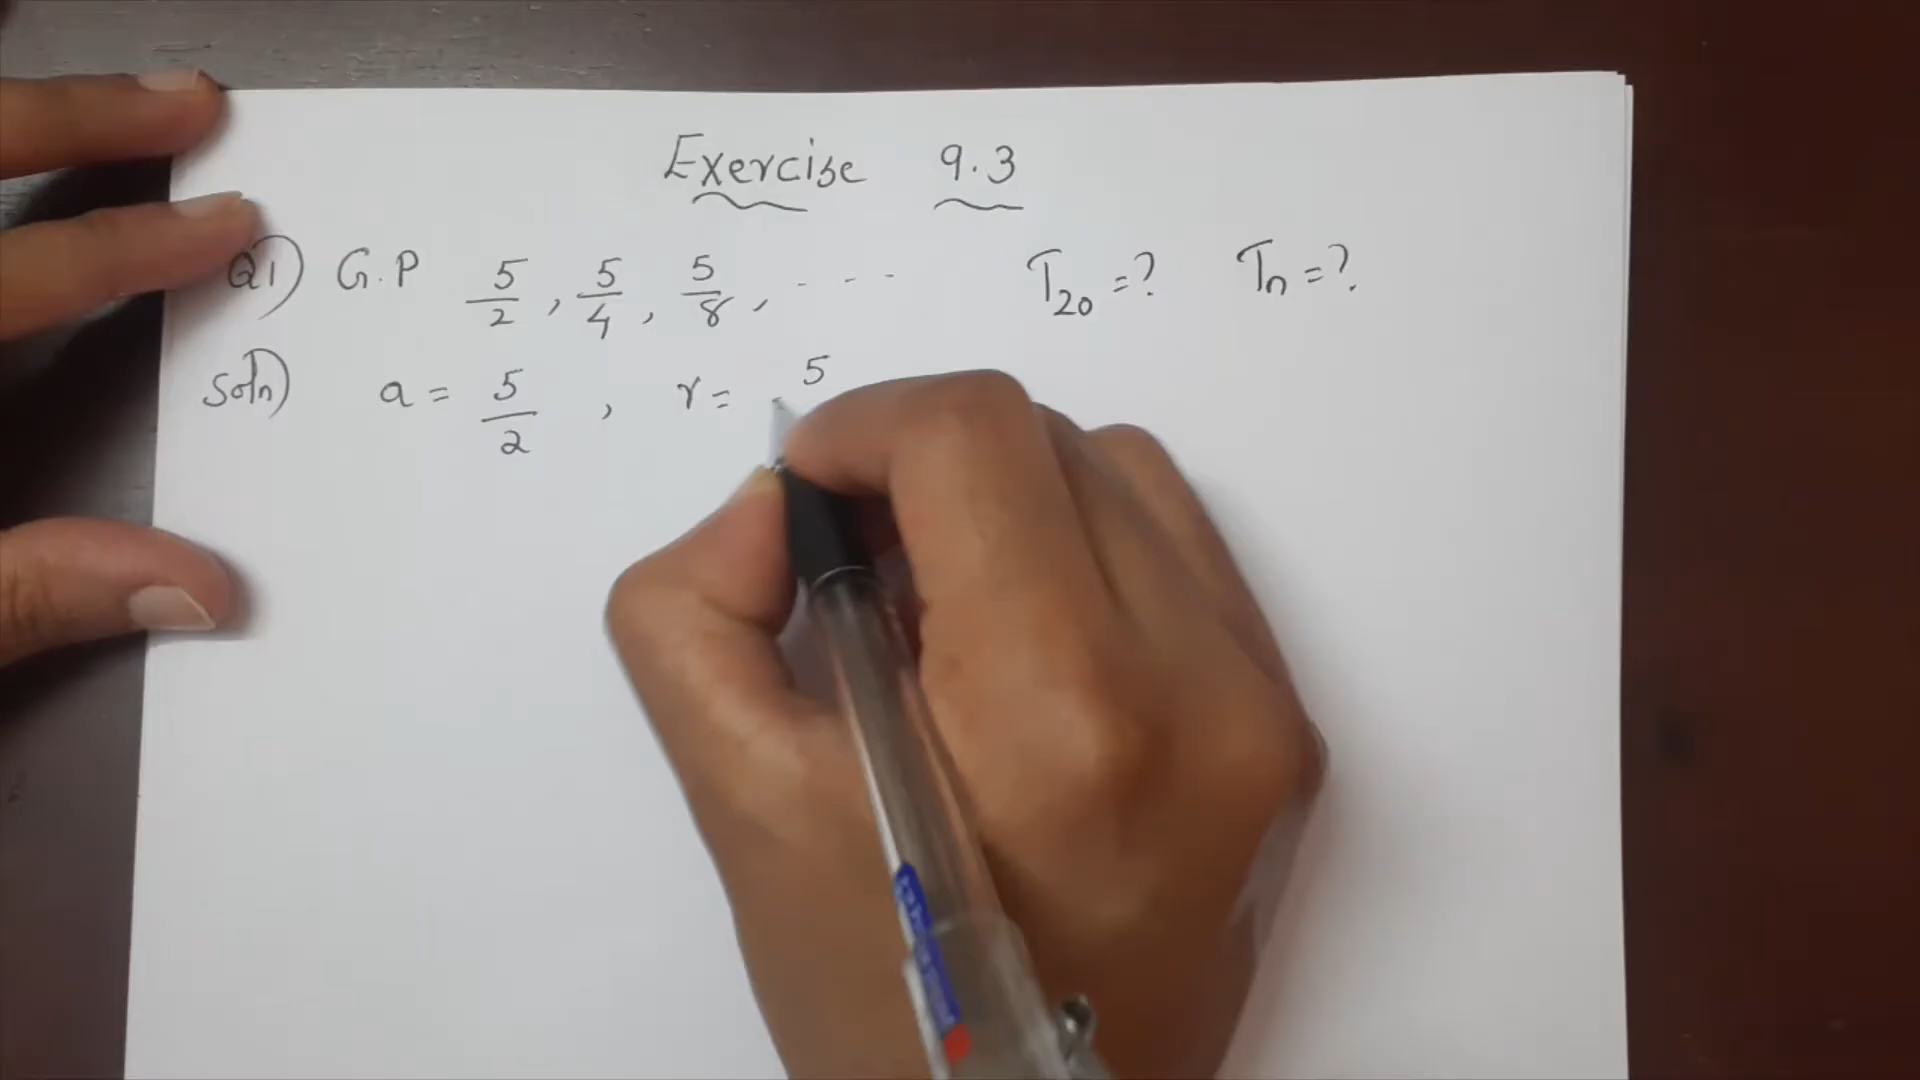 Exercise 9.3
Q1) G.P 5/2, 5/4, 5/8, . - - T20=? Tn=?
Soln) a = 5/2 , r = 5